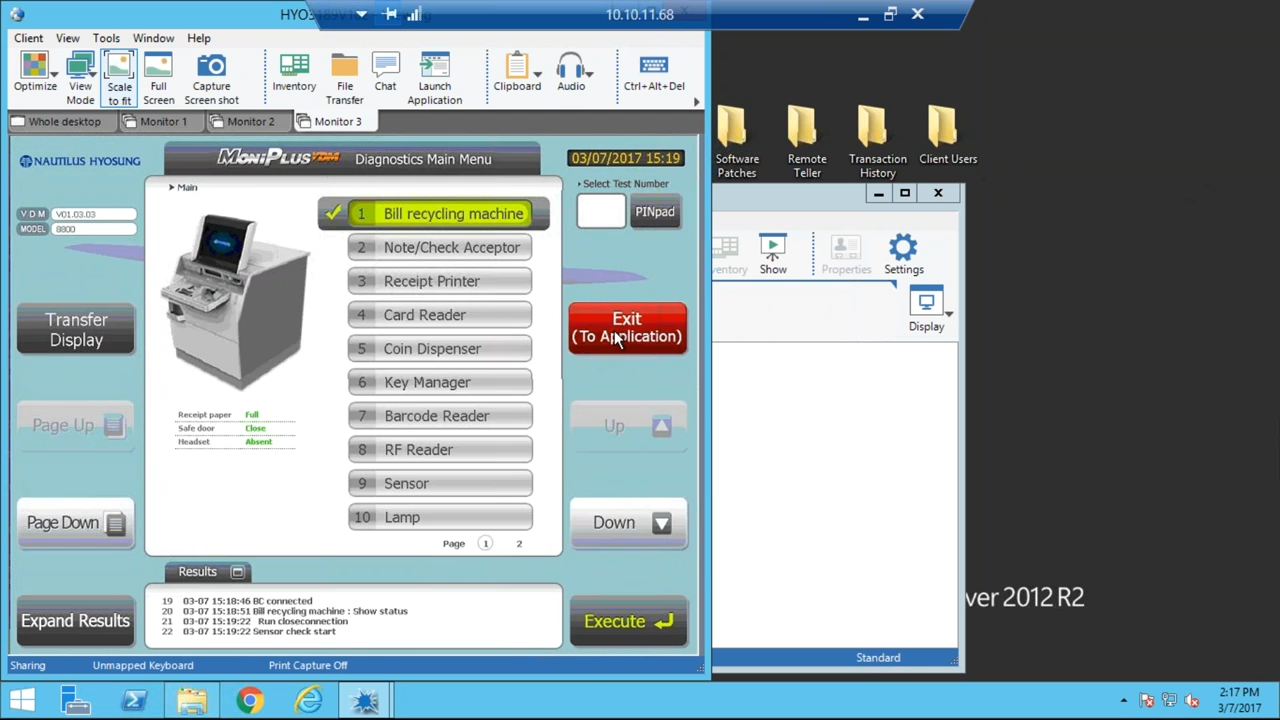 HYO3189V1
10.10.11.68
Client View Tools Window Help
Optimize
View Mode
Scale to fit
Full Screen
Capture Screen shot
Inventory
File Transfer
Chat
Launch Application
Clipboard
Audio
Ctrl+Alt+Del
Whole desktop
Monitor 1
Monitor 2
Monitor 3
NAUTILUS HYOSUNG
MONIPLUS VDM Diagnostics Main Menu
03/07/2017 15:19
Main
Select Test Number
PINpad
V D M V01.03.03
MODEL 8800
1 Bill recycling machine
2 Note/Check Acceptor
3 Receipt Printer
4 Card Reader
5 Coin Dispenser
6 Key Manager
7 Barcode Reader
8 RF Reader
9 Sensor
10 Lamp
Page 1 2
Transfer Display
Page Up
Page Down
Expand Results
Receipt paper Full
Safe door Close
Headset Absent
Exit
(To Application)
Up
Down
Execute
Results
19 03-07 15:18:46 BC connected
20 03-07 15:18:51 Bill recycling machine : Show status
21 03-07 15:19:22 Run closeconnection
22 03-07 15:19:22 Sensor check start
Sharing
Unmapped Keyboard
Print Capture Off
Software Patches
Remote Teller
Transaction History
Client Users
ventory
Show
Properties
Settings
Display
Standard
ver 2012 R2
2:17 PM
3/7/2017